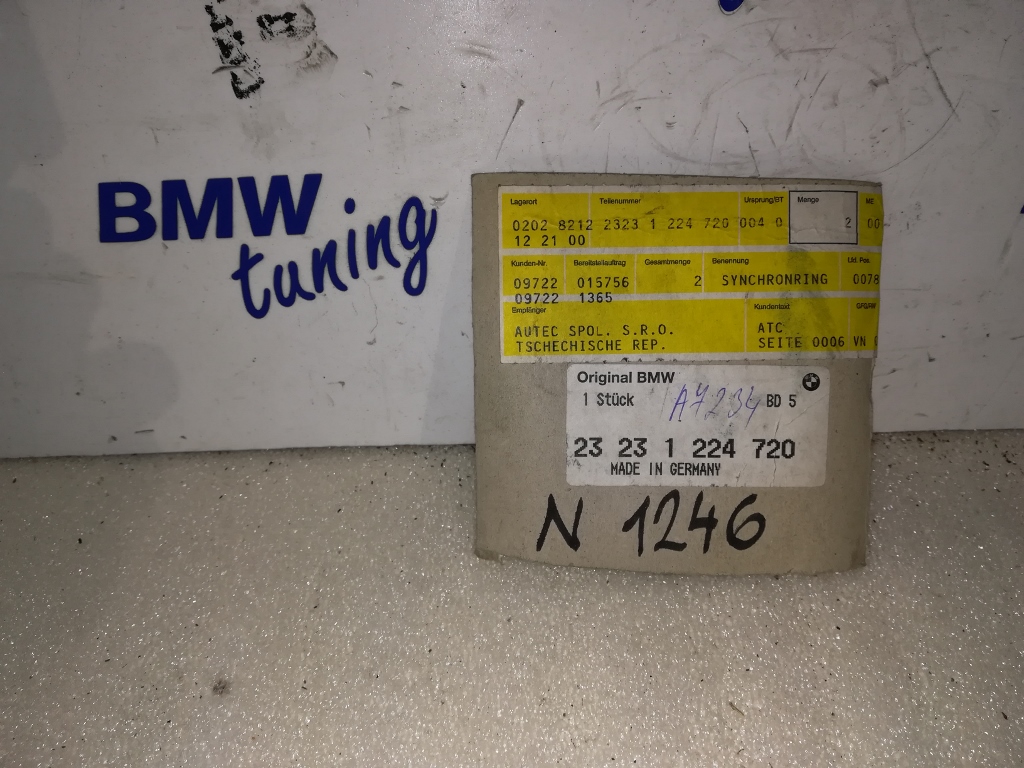 BMW
tuning
Lagerort Teilenummer Ursprung/BT Menge ME
0202 8212 2323 1 224 720 004 0 2 00
12 21 00
Kunden-Nr Bereitstellauftrag Gesamtmenge Benennung Lfd. Pos.
09722 015756 2 SYNCHRONRING 0078
09722 1365
Empfänger Kundentext
AUTEC SPOL. S.R.O. ATC
TSCHECHISCHE REP. SEITE 0006 VN
Original BMW
1 Stück A7234 BD 5
23 23 1 224 720
MADE IN GERMANY
N 1246